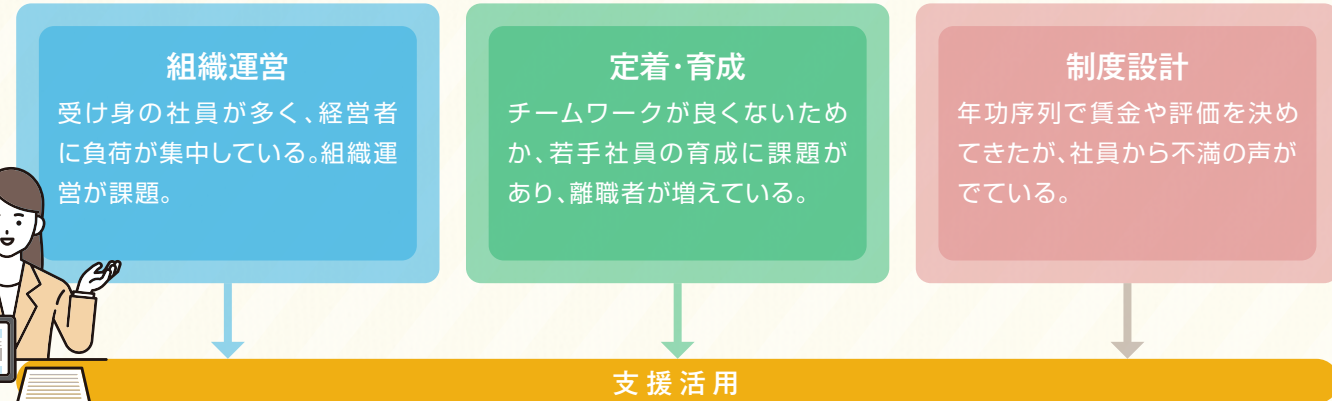 組織運営
受け身の社員が多く、経営者
に負荷が集中している。組織運
営が課題。
定着・育成
チームワークが良くないため
か、若手社員の育成に課題が
あり、離職者が増えている。
制度設計
年功序列で賃金や評価を決め
てきたが、社員から不満の声が
でている。
支援活用